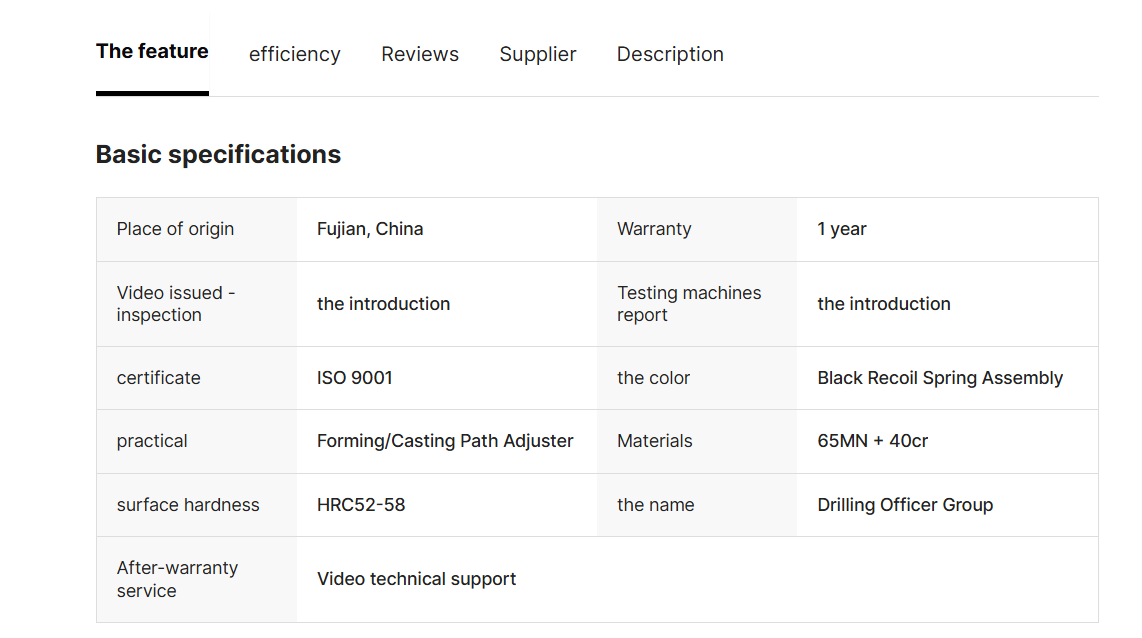 The feature efficiency Reviews Supplier Description
Basic specifications
Place of origin Fujian, China Warranty 1 year
Video issued -
inspection
the introduction
Testing machines
report
the introduction
certificate ISO 9001 the color Black Recoil Spring Assembly
practical Forming/Casting Path Adjuster Materials 65MN + 40cr
surface hardness HRC52-58 the name Drilling Officer Group
After-warranty
service
Video technical support